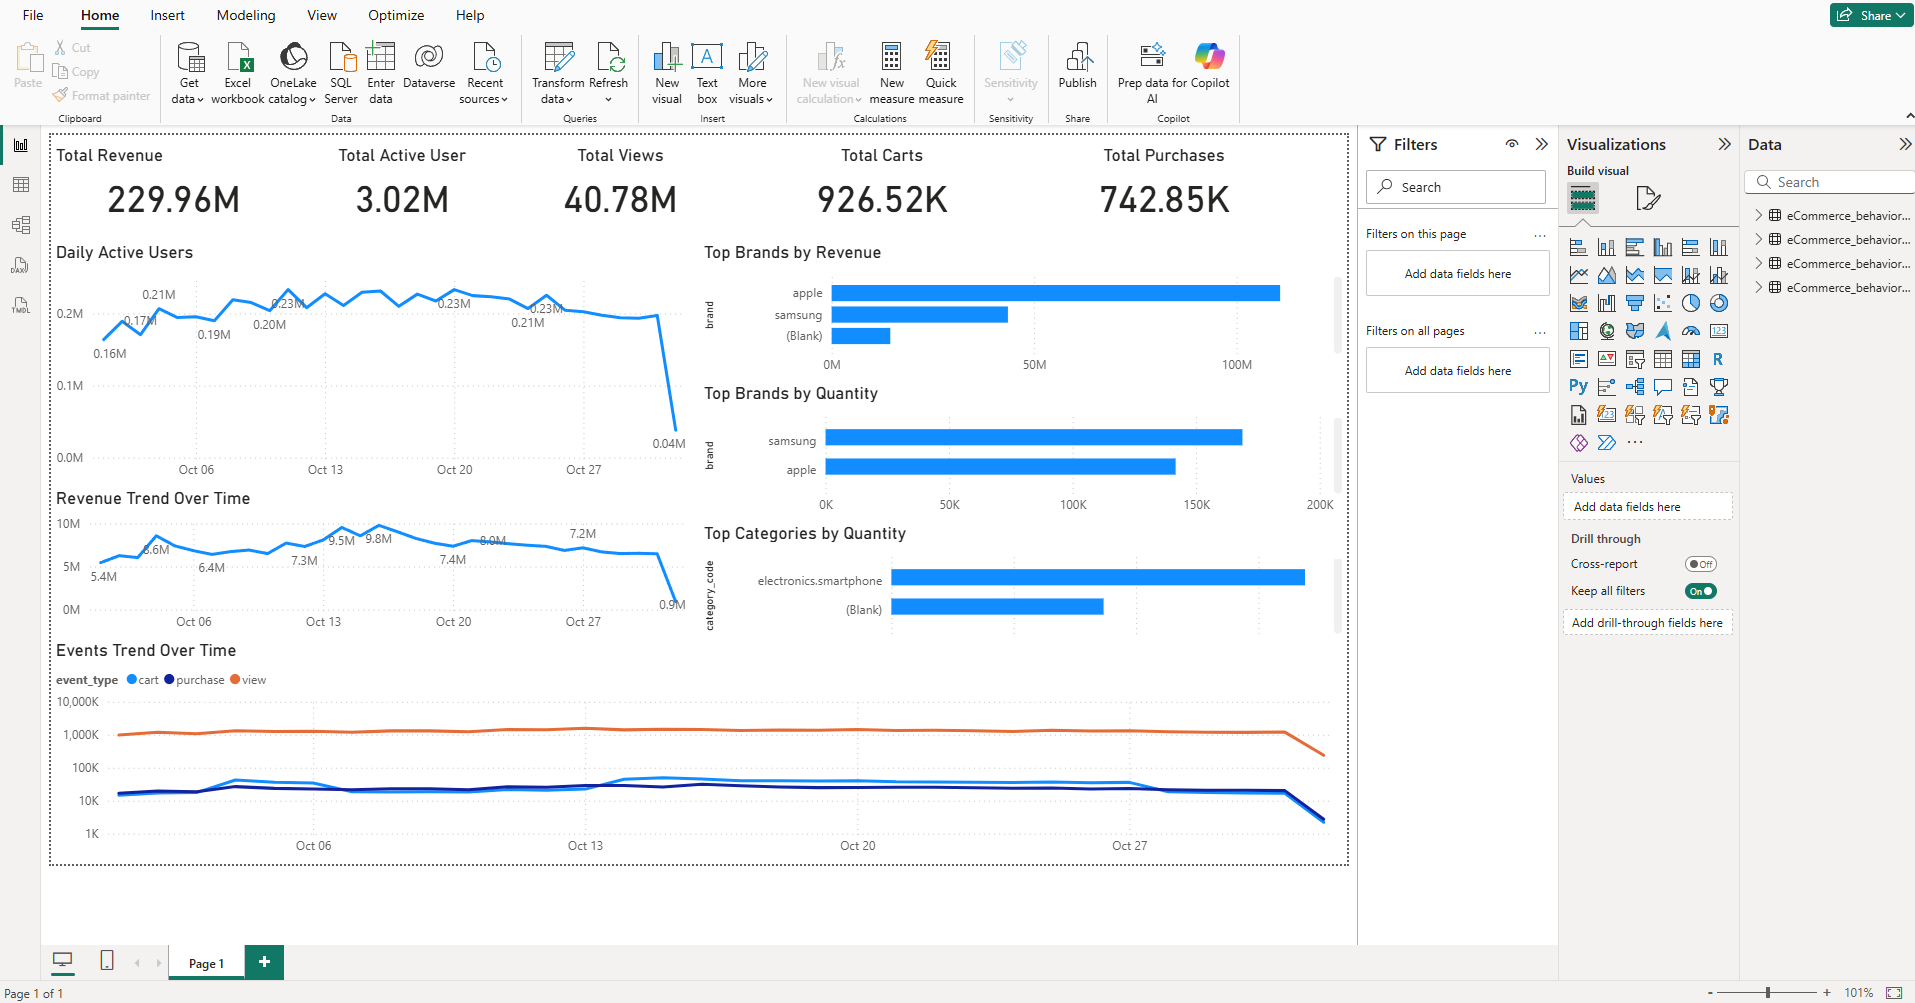 File Home Insert Modeling View Optimize Help
Share
Paste
Cut
Copy
Format painter
Clipboard
Get data
Excel workbook
OneLake catalog
SQL Server
Enter data
Dataverse
Recent sources
Data
Transform data
Refresh
Queries
New visual
Text box
More visuals
Insert
New visual calculation
New measure
Quick measure
Calculations
Sensitivity
Sensitivity
Publish
Share
Prep data for AI
Copilot
Copilot
Total Revenue
229.96M
Total Active User
3.02M
Total Views
40.78M
Total Carts
926.52K
Total Purchases
742.85K
Daily Active Users
0.2M
0.1M
0.0M
0.16M
0.17M
0.21M
0.19M
0.20M
0.23M
0.23M
0.21M
0.23M
0.04M
Oct 06 Oct 13 Oct 20 Oct 27
Revenue Trend Over Time
10M
5M
0M
5.4M
8.6M
6.4M
7.3M
9.5M
9.8M
7.4M
8.0M
7.2M
0.9M
Oct 06 Oct 13 Oct 20 Oct 27
Top Brands by Revenue
brand
apple
samsung
(Blank)
0M 50M 100M
Top Brands by Quantity
brand
samsung
apple
0K 50K 100K 150K 200K
Top Categories by Quantity
category_code
electronics.smartphone
(Blank)
Events Trend Over Time
event_type cart purchase view
10,000K
1,000K
100K
10K
1K
Oct 06 Oct 13 Oct 20 Oct 27
Filters
Search
Filters on this page ...
Add data fields here
Filters on all pages ...
Add data fields here
Visualizations
Build visual
123
R
Py
123
...
Values
Add data fields here
Drill through
Cross-report Off
Keep all filters On
Add drill-through fields here
Data
Search
eCommerce_behavior...
eCommerce_behavior...
eCommerce_behavior...
eCommerce_behavior...
DAX
TMDL
Page 1
+
Page 1 of 1
- + 101%